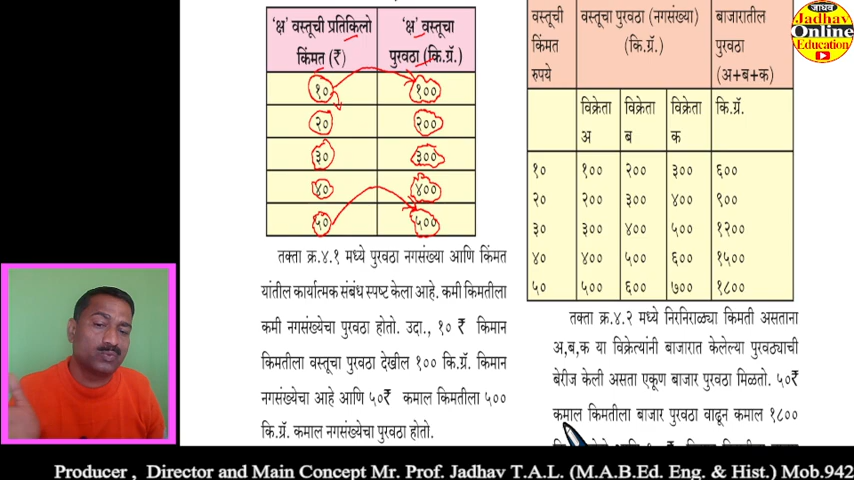 ‘क्ष’ वस्तूची प्रतिकिलो किंमत (₹)
‘क्ष’ वस्तूचा पुरवठा (कि.ग्रॅ.)
१० १००
२० २००
३० ३००
४० ४००
५० ५००
तक्ता क्र.४.१ मध्ये पुरवठा नगसंख्या आणि किंमत
यांतील कार्यात्मक संबंध स्पष्ट केला आहे. कमी किमतीला
कमी नगसंख्येचा पुरवठा होतो. उदा., १० ₹ किमान
किमतीला वस्तूचा पुरवठा देखील १०० कि.ग्रॅ. किमान
नगसंख्येचा आहे आणि ५०₹ कमाल किमतीला ५००
कि.ग्रॅ. कमाल नगसंख्येचा पुरवठा होतो.
वस्तूची किंमत रुपये
वस्तूचा पुरवठा (नगसंख्या) (कि.ग्रॅ.)
बाजारातील पुरवठा (अ+ब+क)
विक्रेता अ विक्रेता ब विक्रेता क कि.ग्रॅ.
१० १०० २०० ३०० ६००
२० २०० ३०० ४०० ९००
३० ३०० ४०० ५०० १२००
४० ४०० ५०० ६०० १५००
५० ५०० ६०० ७०० १८००
तक्ता क्र.४.२ मध्ये निरनिराळ्या किमती असताना
अ,ब,क या विक्रेत्यांनी बाजारात केलेल्या पुरवठ्याची
बेरीज केली असता एकूण बाजार पुरवठा मिळतो. ५०₹
कमाल किमतीला बाजार पुरवठा वाढून कमाल १८००
जाधव
Jadhav
Online
Education
Producer , Director and Main Concept Mr. Prof. Jadhav T.A.L. (M.A.B.Ed. Eng. & Hist.) Mob.942